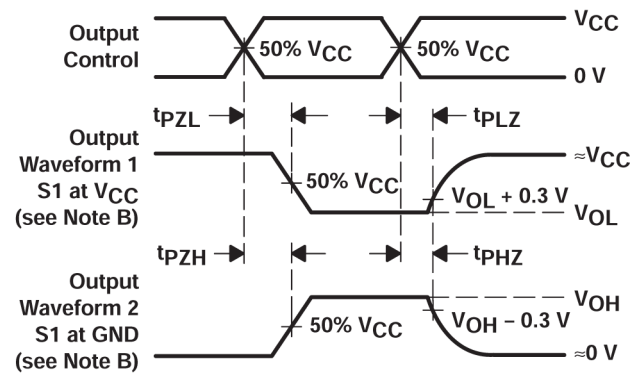 VCC
Output
Control
50% VCC
50% VCC
0 V
tPZL
tPLZ
Output
Waveform 1
S1 at VCC
(see Note B)
≈VCC
50% VCC
VOL + 0.3 V
VOL
tPZH
tPHZ
Output
Waveform 2
S1 at GND
(see Note B)
VOH
50% VCC
VOH − 0.3 V
≈0 V